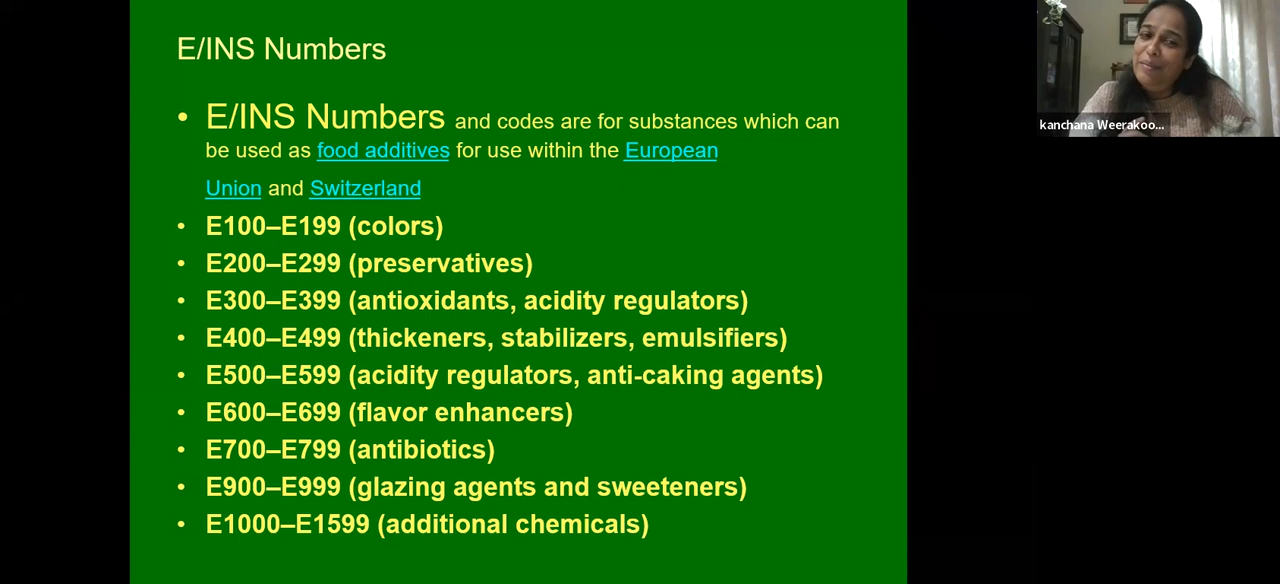 E/INS Numbers
• E/INS Numbers and codes are for substances which can
be used as food additives for use within the European
Union and Switzerland
• E100–E199 (colors)
• E200–E299 (preservatives)
• E300–E399 (antioxidants, acidity regulators)
• E400–E499 (thickeners, stabilizers, emulsifiers)
• E500–E599 (acidity regulators, anti-caking agents)
• E600–E699 (flavor enhancers)
• E700–E799 (antibiotics)
• E900–E999 (glazing agents and sweeteners)
• E1000–E1599 (additional chemicals)
kanchana Weerakoo...